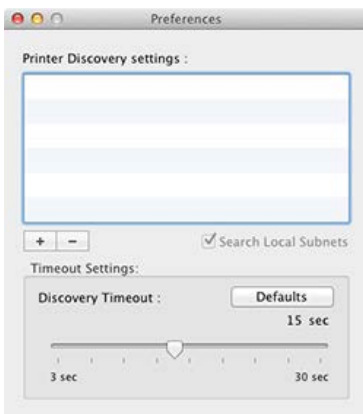 Preferences
Printer Discovery settings :
+ -
Search Local Subnets
Timeout Settings:
Discovery Timeout :
Defaults
15 sec
3 sec
30 sec